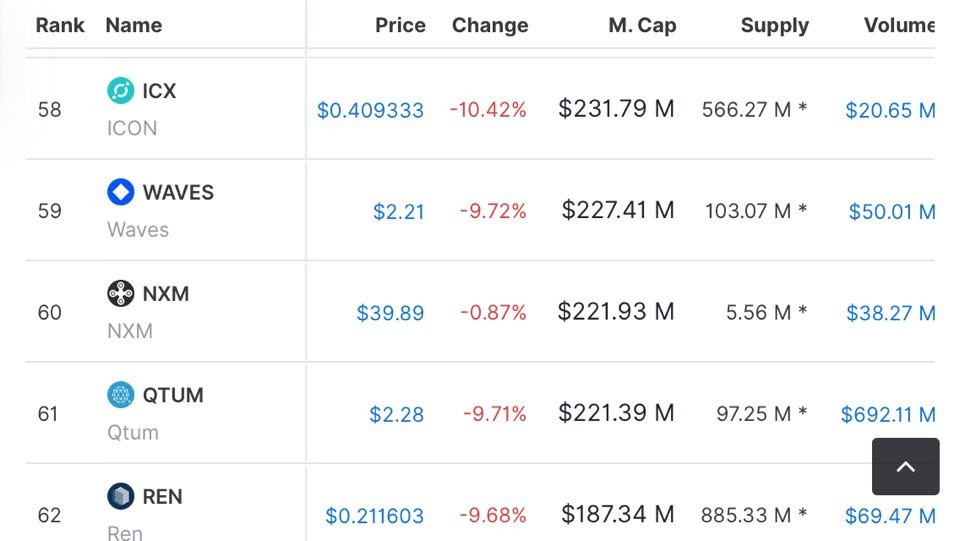 Rank Name Price Change M. Cap Supply Volume
58 ICX $0.409333 -10.42% $231.79 M 566.27 M * $20.65 M
ICON
59 WAVES $2.21 -9.72% $227.41 M 103.07 M * $50.01 M
Waves
60 NXM $39.89 -0.87% $221.93 M 5.56 M * $38.27 M
NXM
61 QTUM $2.28 -9.71% $221.39 M 97.25 M * $692.11 M
Qtum
62 REN $0.211603 -9.68% $187.34 M 885.33 M * $69.47 M
Ren